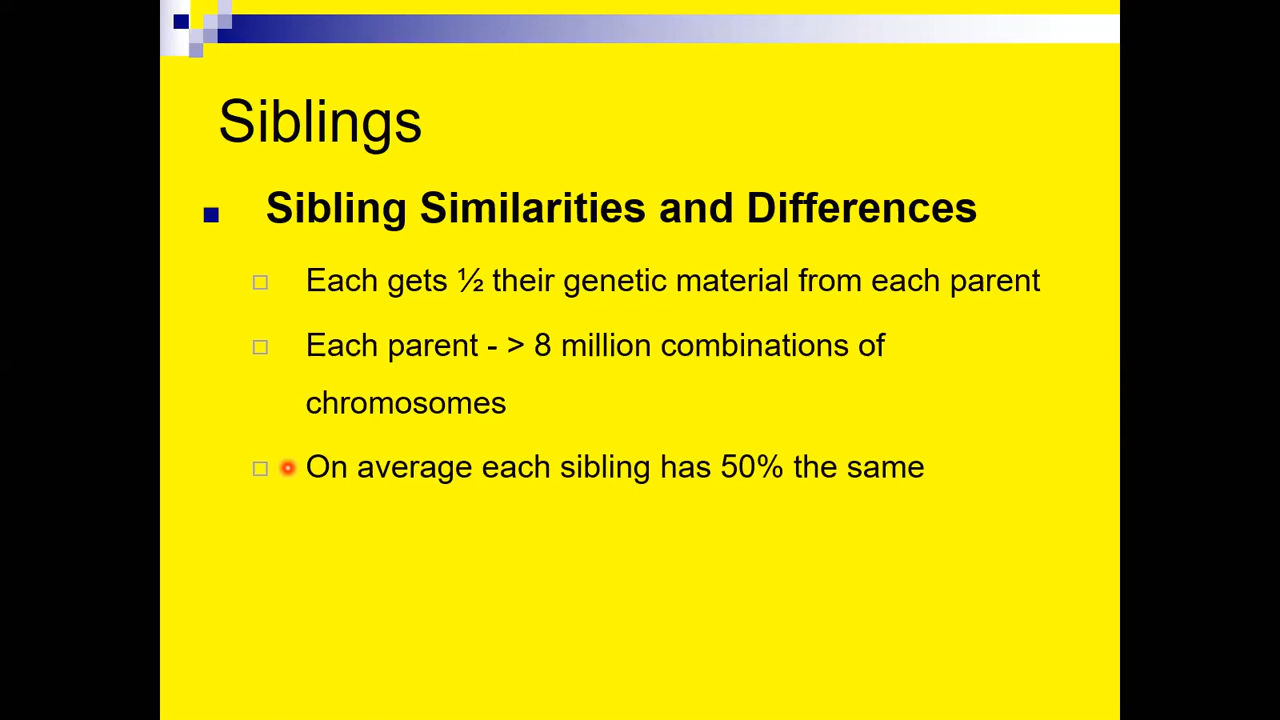 Siblings
Sibling Similarities and Differences
Each gets ½ their genetic material from each parent
Each parent - > 8 million combinations of
chromosomes
On average each sibling has 50% the same